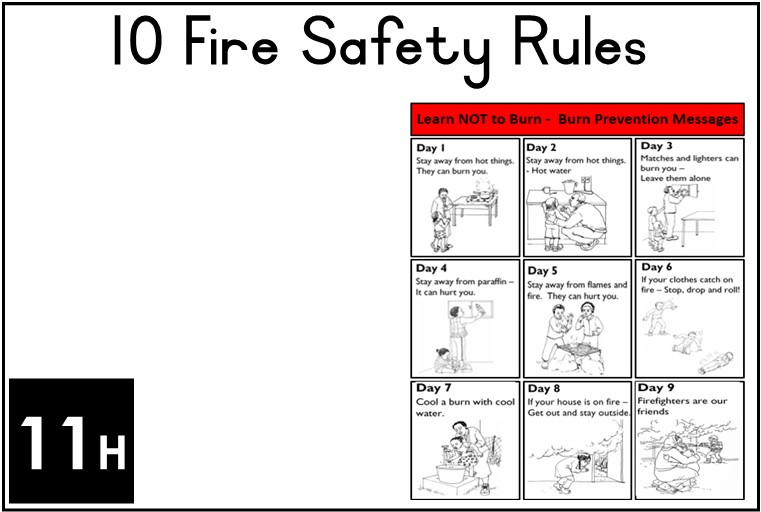 10 Fire Safety Rules
Learn NOT to Burn - Burn Prevention Messages
Day 1
Stay away from hot things.
They can burn you.
Day 2
Stay away from hot things.
- Hot water
Day 3
Matches and lighters can
burn you –
Leave them alone
Day 4
Stay away from paraffin –
It can hurt you.
Day 5
Stay away from flames and
fire. They can hurt you.
Day 6
If your clothes catch on
fire – Stop, drop and roll!
Day 7
Cool a burn with cool
water.
Day 8
If your house is on fire –
Get out and stay outside.
Day 9
Firefighters are our
friends
11H